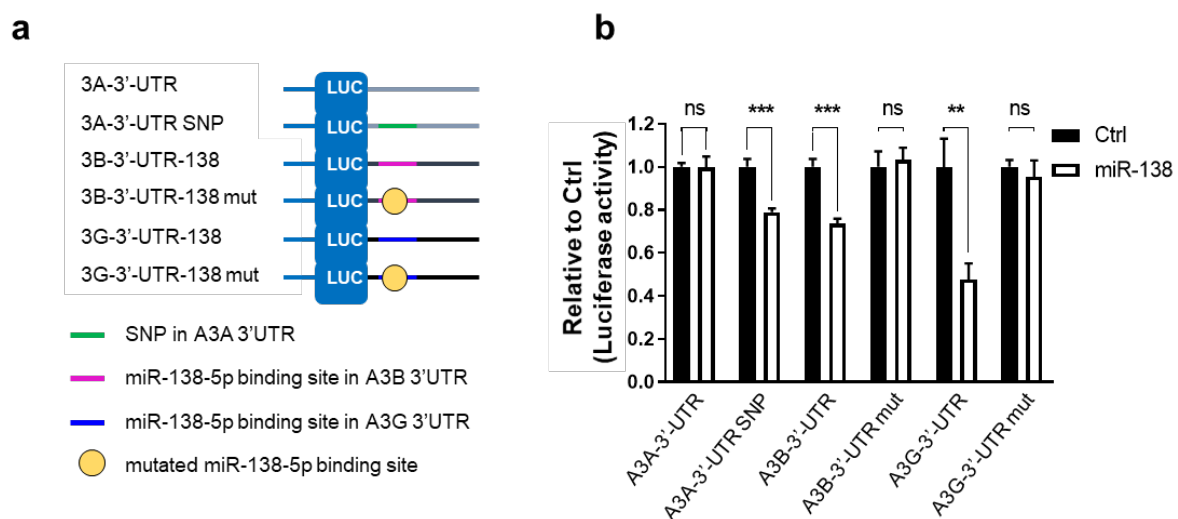 a
3A-3'-UTR
LUC
3A-3'-UTR SNP
LUC
3B-3'-UTR-138
LUC
3B-3'-UTR-138 mut
LUC
3G-3'-UTR-138
LUC
3G-3'-UTR-138 mut
LUC
SNP in A3A 3'UTR
miR-138-5p binding site in A3B 3'UTR
miR-138-5p binding site in A3G 3'UTR
mutated miR-138-5p binding site
b
Relative to Ctrl
(Luciferase activity)
1.2
1.0
0.8
0.6
0.4
0.2
0.0
ns
***
***
ns
**
ns
Ctrl
miR-138
A3A-3'-UTR
A3A-3'-UTR SNP
A3B-3'-UTR
A3B-3'-UTR mut
A3G-3'-UTR
A3G-3'-UTR mut